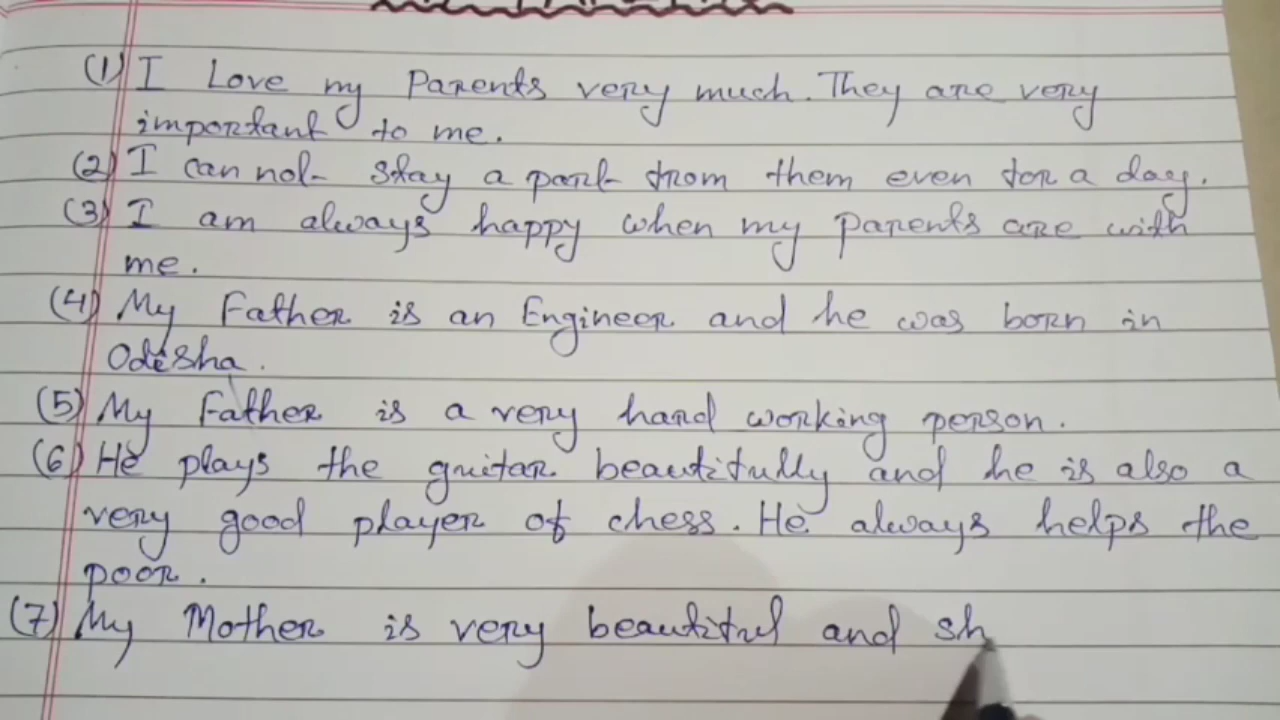 (1) I Love my Parents very much. They are very
important to me.
(2) I can not stay a part from them even for a day.
(3) I am always happy when my parents are with
me.
(4) My Father is an Engineer and he was born in
Odisha.
(5) My Father is a very hard working person.
(6) He plays the guitar beautifully and he is also a
very good player of chess. He always helps the
poor.
(7) My Mother is very beautiful and sh